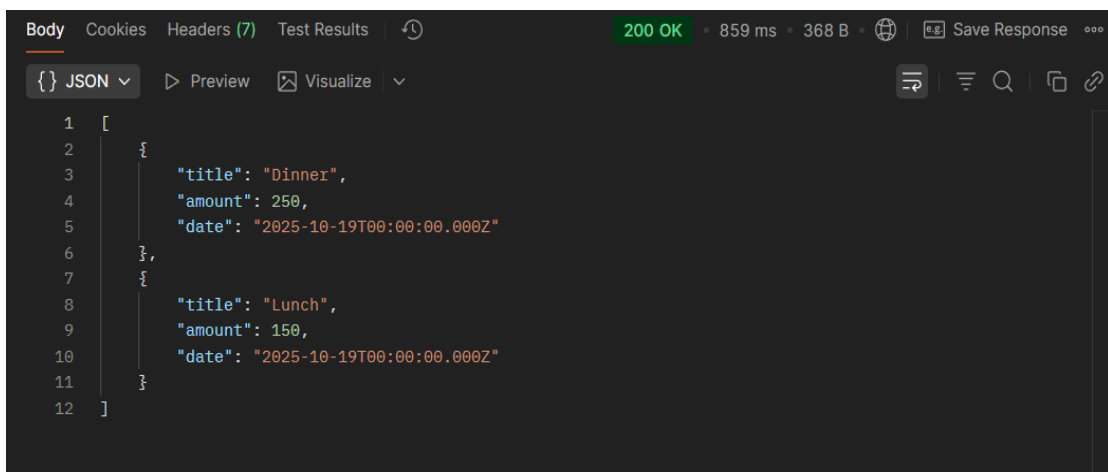 Body Cookies Headers (7) Test Results 200 OK • 859 ms • 368 B • e.g. Save Response
{} JSON Preview Visualize
1 [
2 {
3 "title": "Dinner",
4 "amount": 250,
5 "date": "2025-10-19T00:00:00.000Z"
6 },
7 {
8 "title": "Lunch",
9 "amount": 150,
10 "date": "2025-10-19T00:00:00.000Z"
11 }
12 ]